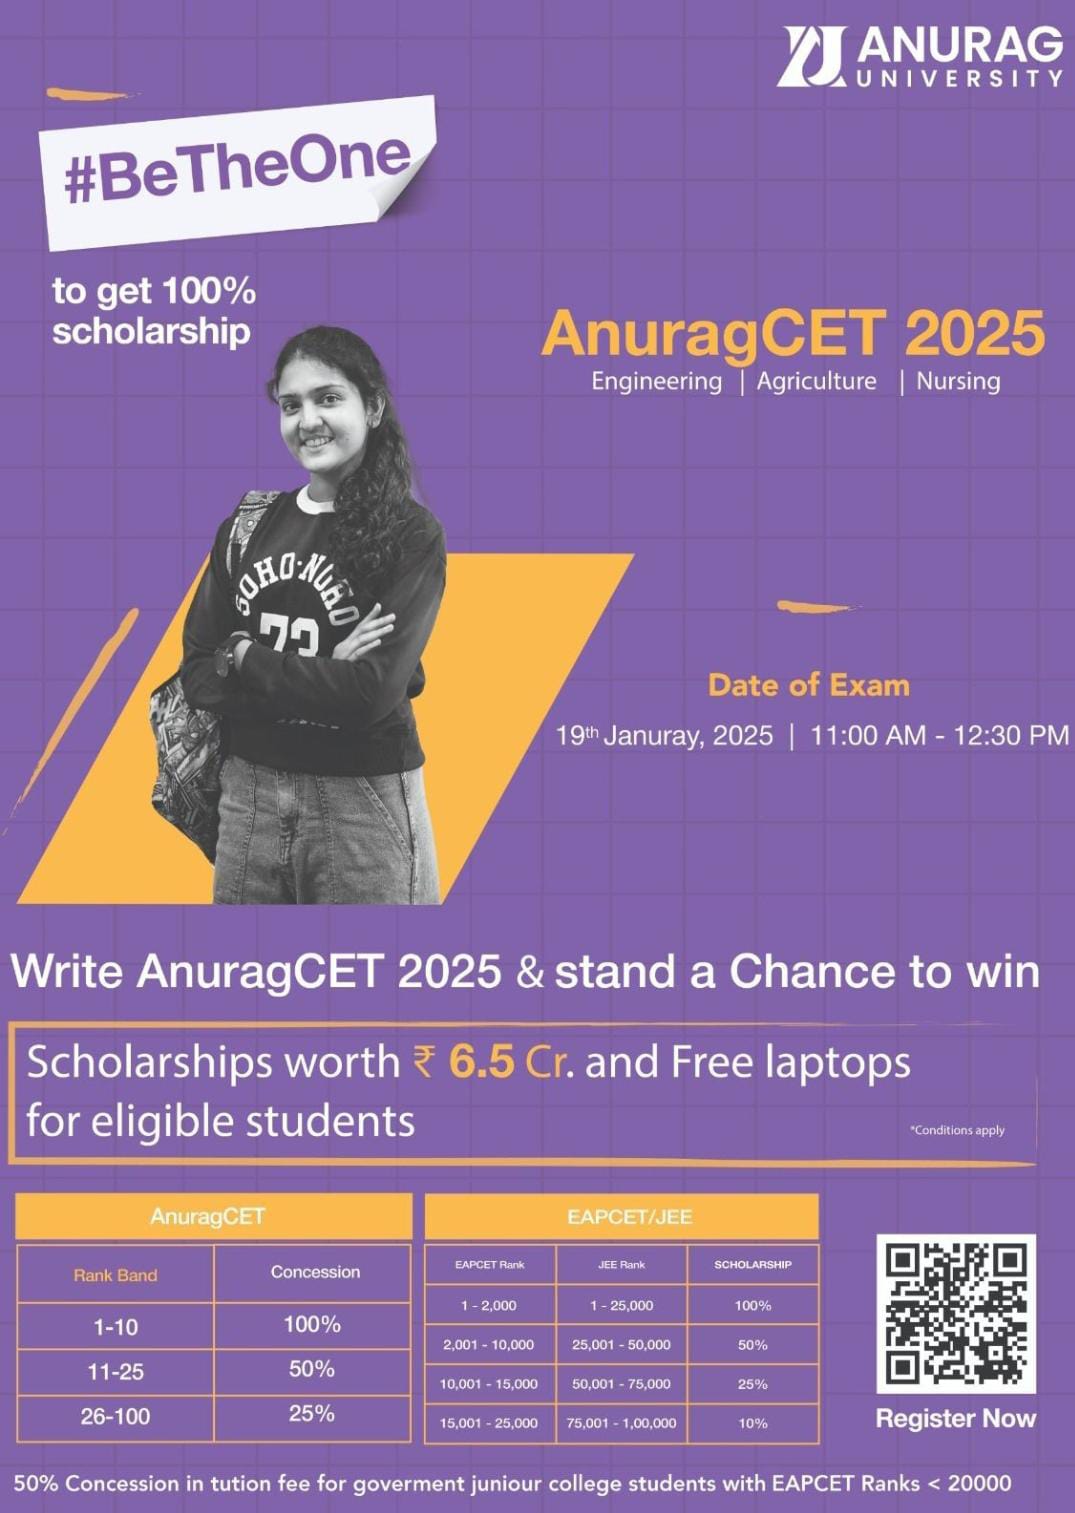 ANURAG
UNIVERSITY
#BeTheOne
to get 100%
scholarship
AnuragCET 2025
Engineering | Agriculture | Nursing
SOHO·NOHO
73
Date of Exam
19th Januray, 2025 | 11:00 AM - 12:30 PM
Write AnuragCET 2025 & stand a Chance to win
Scholarships worth ₹ 6.5 Cr. and Free laptops
for eligible students
*Conditions apply
AnuragCET
Rank Band Concession
1-10 100%
11-25 50%
26-100 25%
EAPCET/JEE
EAPCET Rank JEE Rank SCHOLARSHIP
1 - 2,000 1 - 25,000 100%
2,001 - 10,000 25,001 - 50,000 50%
10,001 - 15,000 50,001 - 75,000 25%
15,001 - 25,000 75,001 - 1,00,000 10%
Register Now
50% Concession in tution fee for goverment juniour college students with EAPCET Ranks < 20000